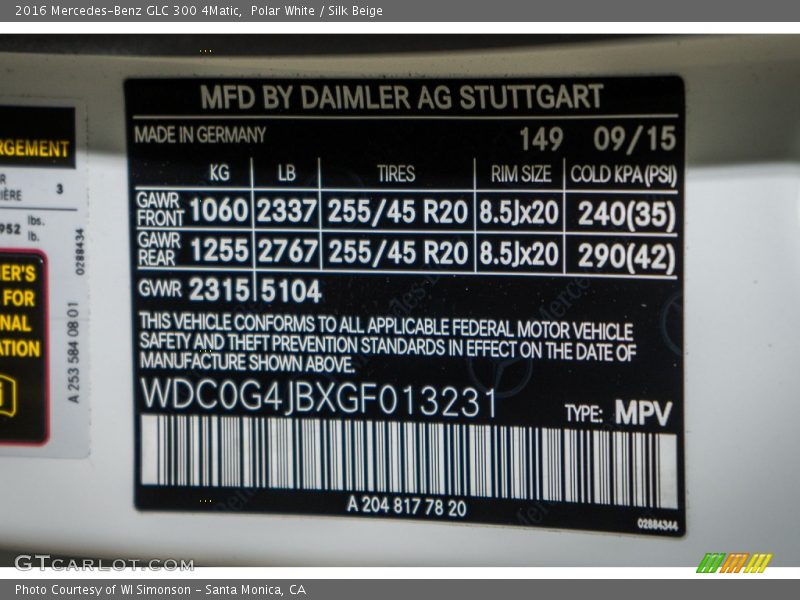 2016 Mercedes-Benz GLC 300 4Matic, Polar White / Silk Beige
MFD BY DAIMLER AG STUTTGART
MADE IN GERMANY 149 09/15
KG LB TIRES RIM SIZE COLD KPA(PSI)
GAWR FRONT 1060 2337 255/45 R20 8.5Jx20 240(35)
GAWR REAR 1255 2767 255/45 R20 8.5Jx20 290(42)
GWR 2315 5104
THIS VEHICLE CONFORMS TO ALL APPLICABLE FEDERAL MOTOR VEHICLE
SAFETY AND THEFT PREVENTION STANDARDS IN EFFECT ON THE DATE OF
MANUFACTURE SHOWN ABOVE.
WDC0G4JBXGF013231
TYPE: MPV
A 204 817 78 20
02884344
RGEMENT
3
952 lbs.
lb.
0288434
A 253 584 08 01
ER'S
FOR
NAL
ATION
GTCARLOT.COM
Photo Courtesy of WI Simonson - Santa Monica, CA